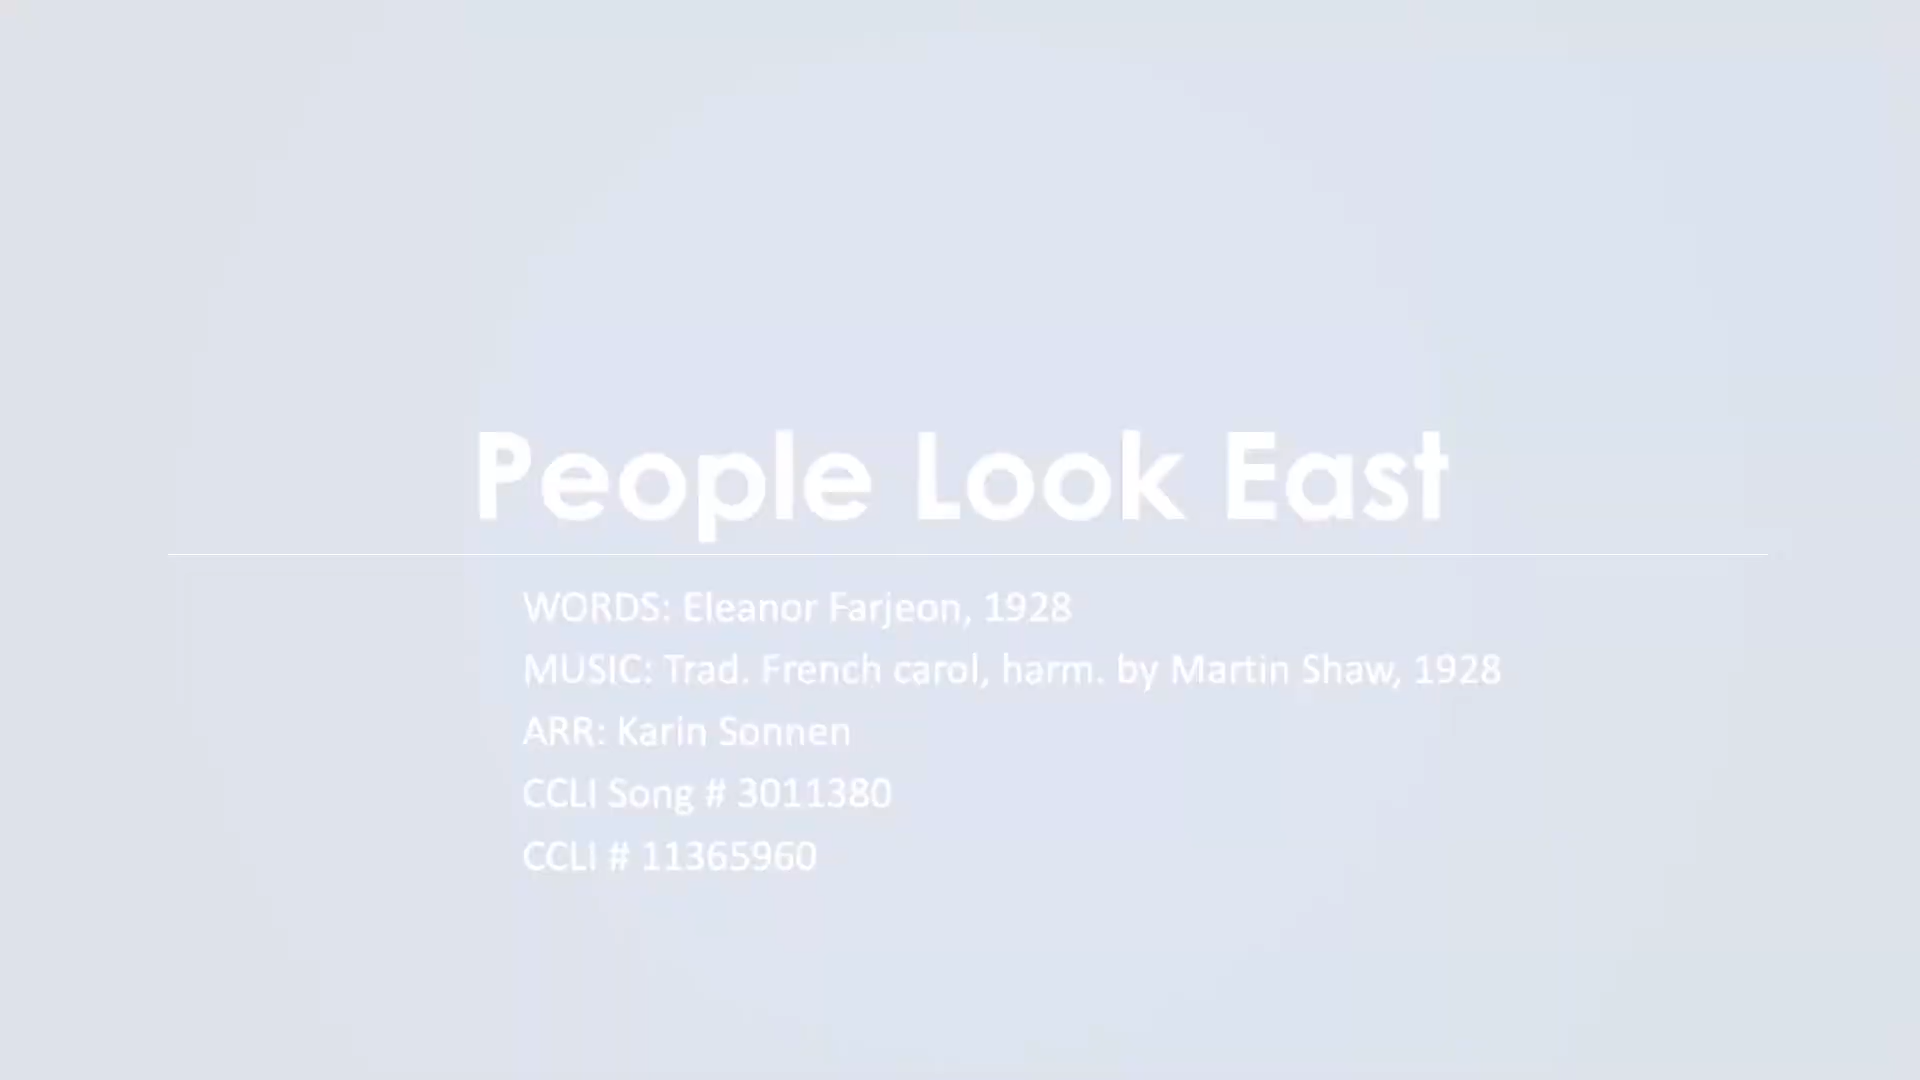 People Look East
WORDS: Eleanor Farjeon, 1928
MUSIC: Trad. French carol, harm. by Martin Shaw, 1928
ARR: Karin Sonnen
CCLI Song # 3011380
CCLI # 11365960